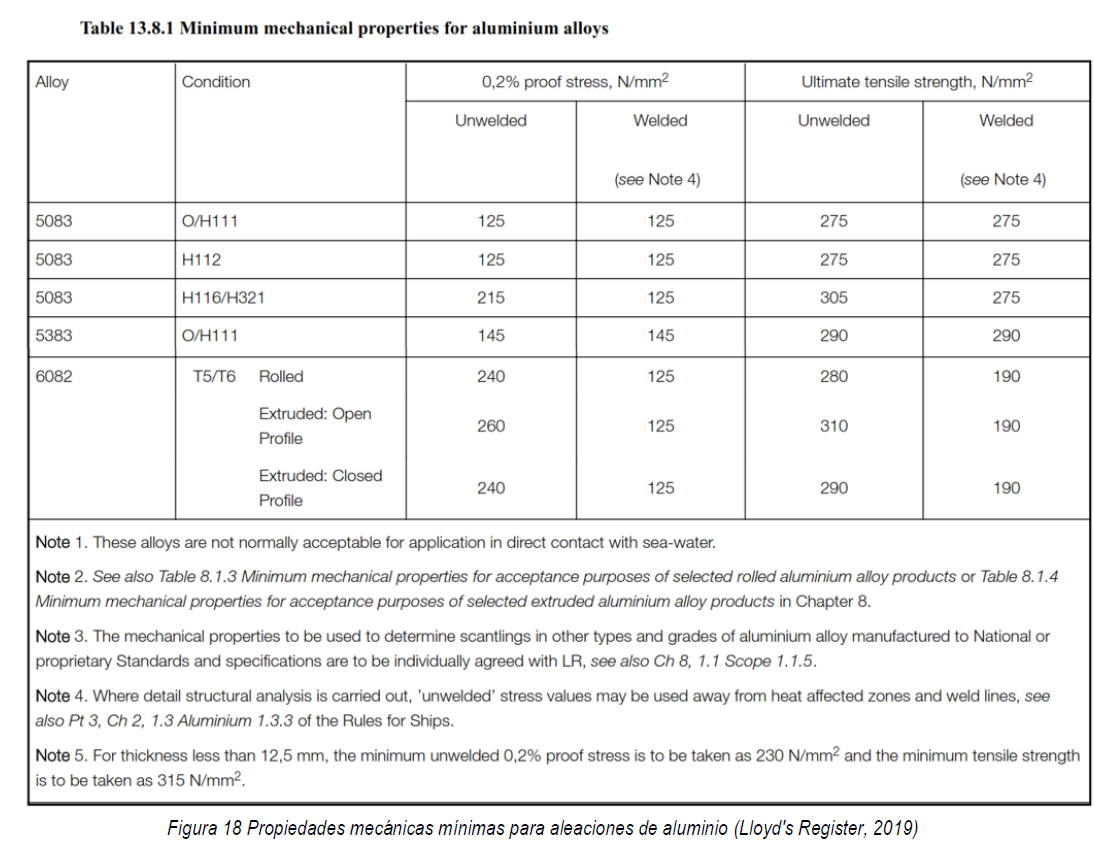 Table 13.8.1 Minimum mechanical properties for aluminium alloys
Alloy Condition 0,2% proof stress, N/mm2 Ultimate tensile strength, N/mm2
Unwelded Welded Unwelded Welded
(see Note 4) (see Note 4)
5083 O/H111 125 125 275 275
5083 H112 125 125 275 275
5083 H116/H321 215 125 305 275
5383 O/H111 145 145 290 290
6082 T5/T6 Rolled 240 125 280 190
Extruded: Open
Profile 260 125 310 190
Extruded: Closed
Profile 240 125 290 190
Note 1. These alloys are not normally acceptable for application in direct contact with sea-water.
Note 2. See also Table 8.1.3 Minimum mechanical properties for acceptance purposes of selected rolled aluminium alloy products or Table 8.1.4
Minimum mechanical properties for acceptance purposes of selected extruded aluminium alloy products in Chapter 8.
Note 3. The mechanical properties to be used to determine scantlings in other types and grades of aluminium alloy manufactured to National or
proprietary Standards and specifications are to be individually agreed with LR, see also Ch 8, 1.1 Scope 1.1.5.
Note 4. Where detail structural analysis is carried out, 'unwelded' stress values may be used away from heat affected zones and weld lines, see
also Pt 3, Ch 2, 1.3 Aluminium 1.3.3 of the Rules for Ships.
Note 5. For thickness less than 12,5 mm, the minimum unwelded 0,2% proof stress is to be taken as 230 N/mm2 and the minimum tensile strength
is to be taken as 315 N/mm2.
Figura 18 Propiedades mecánicas mínimas para aleaciones de aluminio (Lloyd's Register, 2019)